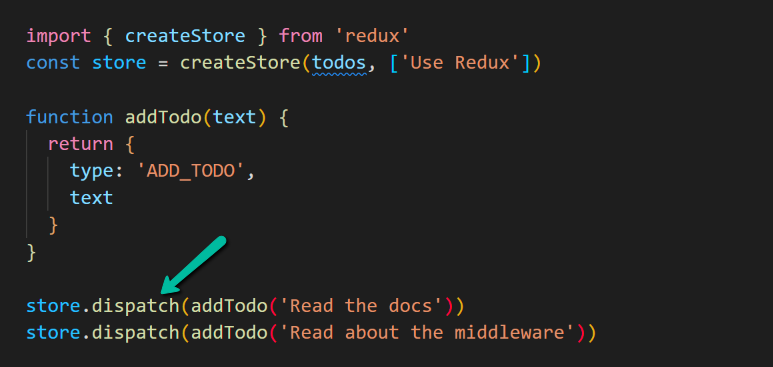 import { createStore } from 'redux'
const store = createStore(todos, ['Use Redux'])
function addTodo(text) {
return {
type: 'ADD_TODO',
text
}
}
store.dispatch(addTodo('Read the docs'))
store.dispatch(addTodo('Read about the middleware'))